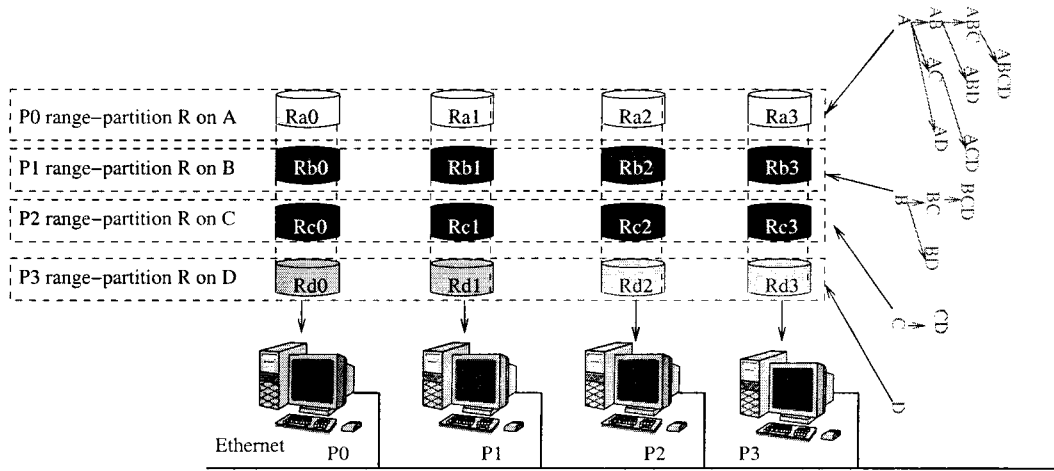 A AB ABC ABCD
AC ABD
AD ACD
P0 range-partition R on A Ra0 Ra1 Ra2 Ra3
P1 range-partition R on B Rb0 Rb1 Rb2 Rb3
B BC BCD
BD
P2 range-partition R on C Rc0 Rc1 Rc2 Rc3
P3 range-partition R on D Rd0 Rd1 Rd2 Rd3
C CD
D
Ethernet P0 P1 P2 P3